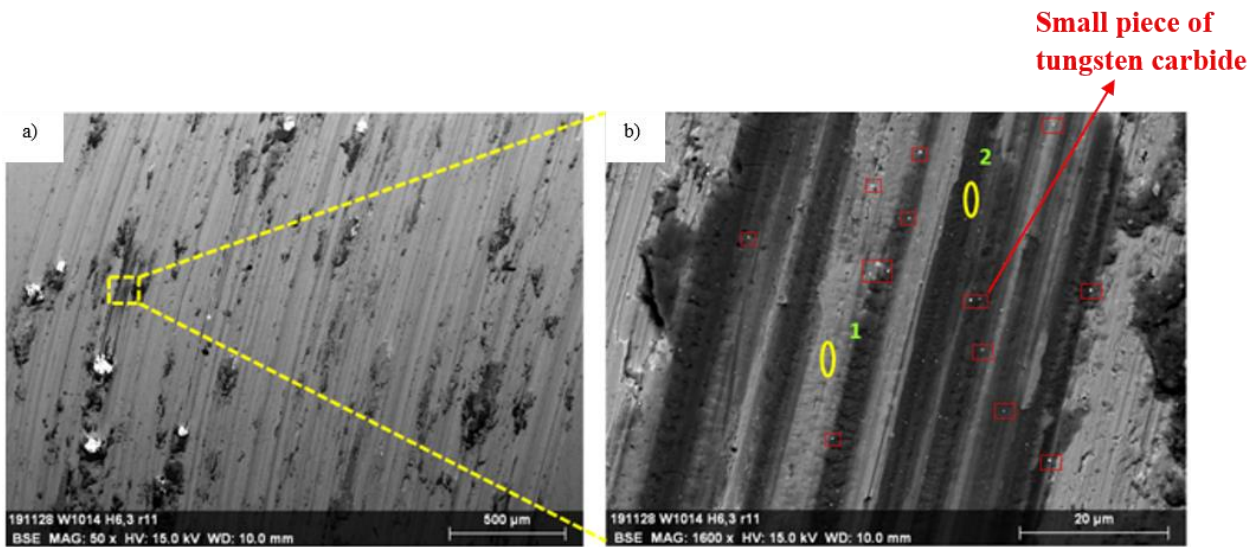 Small piece of
tungsten carbide
a)
b)
2
1
191128 W1014 H6,3 r11
500 µm
BSE MAG: 50 x HV: 15.0 kV WD: 10.0 mm
191128 W1014 H6,3 r11
20 µm
BSE MAG: 1600 x HV: 15.0 kV WD: 10.0 mm